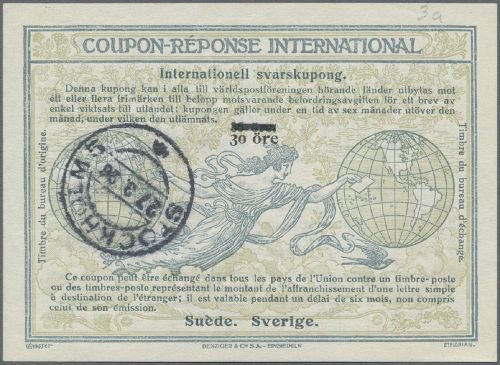 3a
COUPON-RÉPONSE INTERNATIONAL
Internationell svarskupong.
Denna kupong kan i alla till världspostföreningen hörande länder utbytas mot
ett eller flera frimärken till belopp motsvarande befordringsavgiften för ett brev av
enkel viktsats till utlandet: kupongen gäller under en tid av sex månader utöver den
månad, under vilken den utlämnats.
30 öre
Timbre du bureau d'origine.
Timbre du bureau d'échange.
STOCKHOLM 5
27.3.
Ce coupon peut être échangé dans tous les pays de l'Union contre un timbre-poste
ou des timbres-poste représentant le montant de l'affranchissement d'une lettre simple
à destination de l'étranger; il est valable pendant un délai de six mois, non compris
celui de son émission.
Suède. Sverige.
BENZIGER & Co S.A. - EINSIEDELN